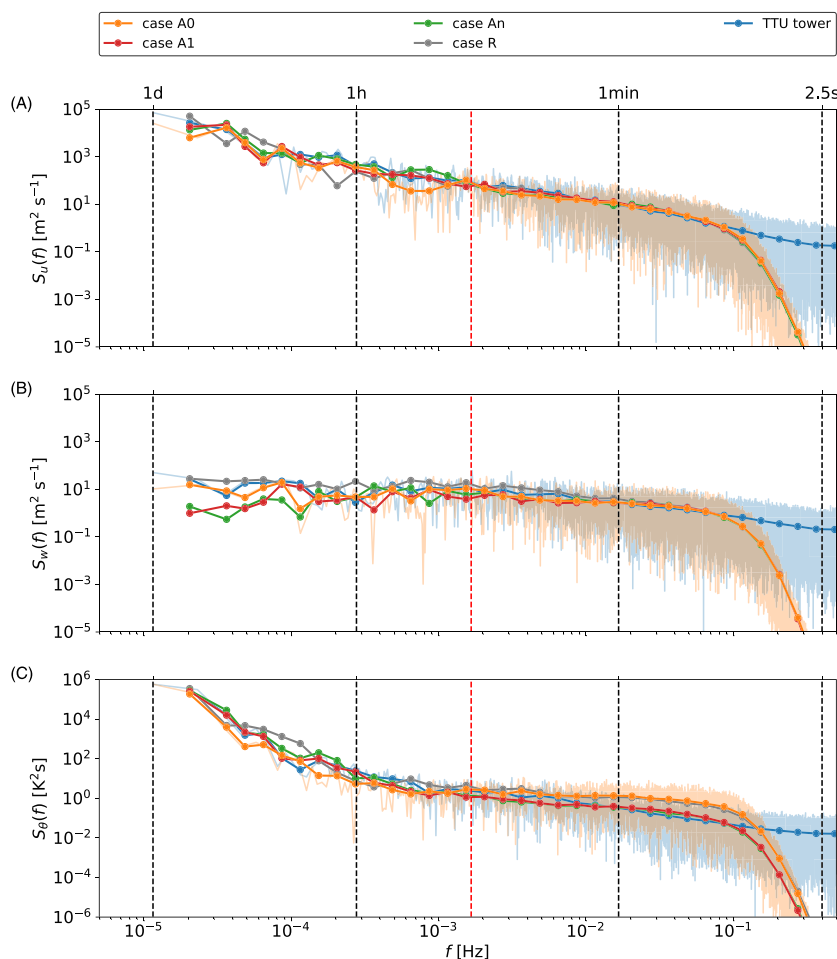 case A0 case An TTU tower
case A1 case R
1d 1h 1min 2.5s
(A)
10^5
10^3
10^1
10^-1
10^-3
10^-5
S_u(f) [m^2 s^-1]
(B)
10^5
10^3
10^1
10^-1
10^-3
10^-5
S_w(f) [m^2 s^-1]
(C)
10^6
10^4
10^2
10^0
10^-2
10^-4
10^-6
S_θ(f) [K^2s]
10^-5 10^-4 10^-3 10^-2 10^-1
f [Hz]